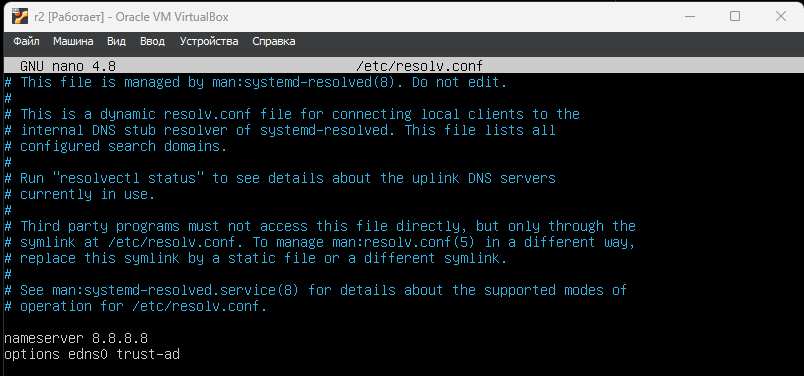 r2 [Работает] - Oracle VM VirtualBox
Файл Машина Вид Ввод Устройства Справка
GNU nano 4.8 /etc/resolv.conf
# This file is managed by man:systemd-resolved(8). Do not edit.
#
# This is a dynamic resolv.conf file for connecting local clients to the
# internal DNS stub resolver of systemd-resolved. This file lists all
# configured search domains.
#
# Run "resolvectl status" to see details about the uplink DNS servers
# currently in use.
#
# Third party programs must not access this file directly, but only through the
# symlink at /etc/resolv.conf. To manage man:resolv.conf(5) in a different way,
# replace this symlink by a static file or a different symlink.
#
# See man:systemd-resolved.service(8) for details about the supported modes of
# operation for /etc/resolv.conf.
nameserver 8.8.8.8
options edns0 trust-ad